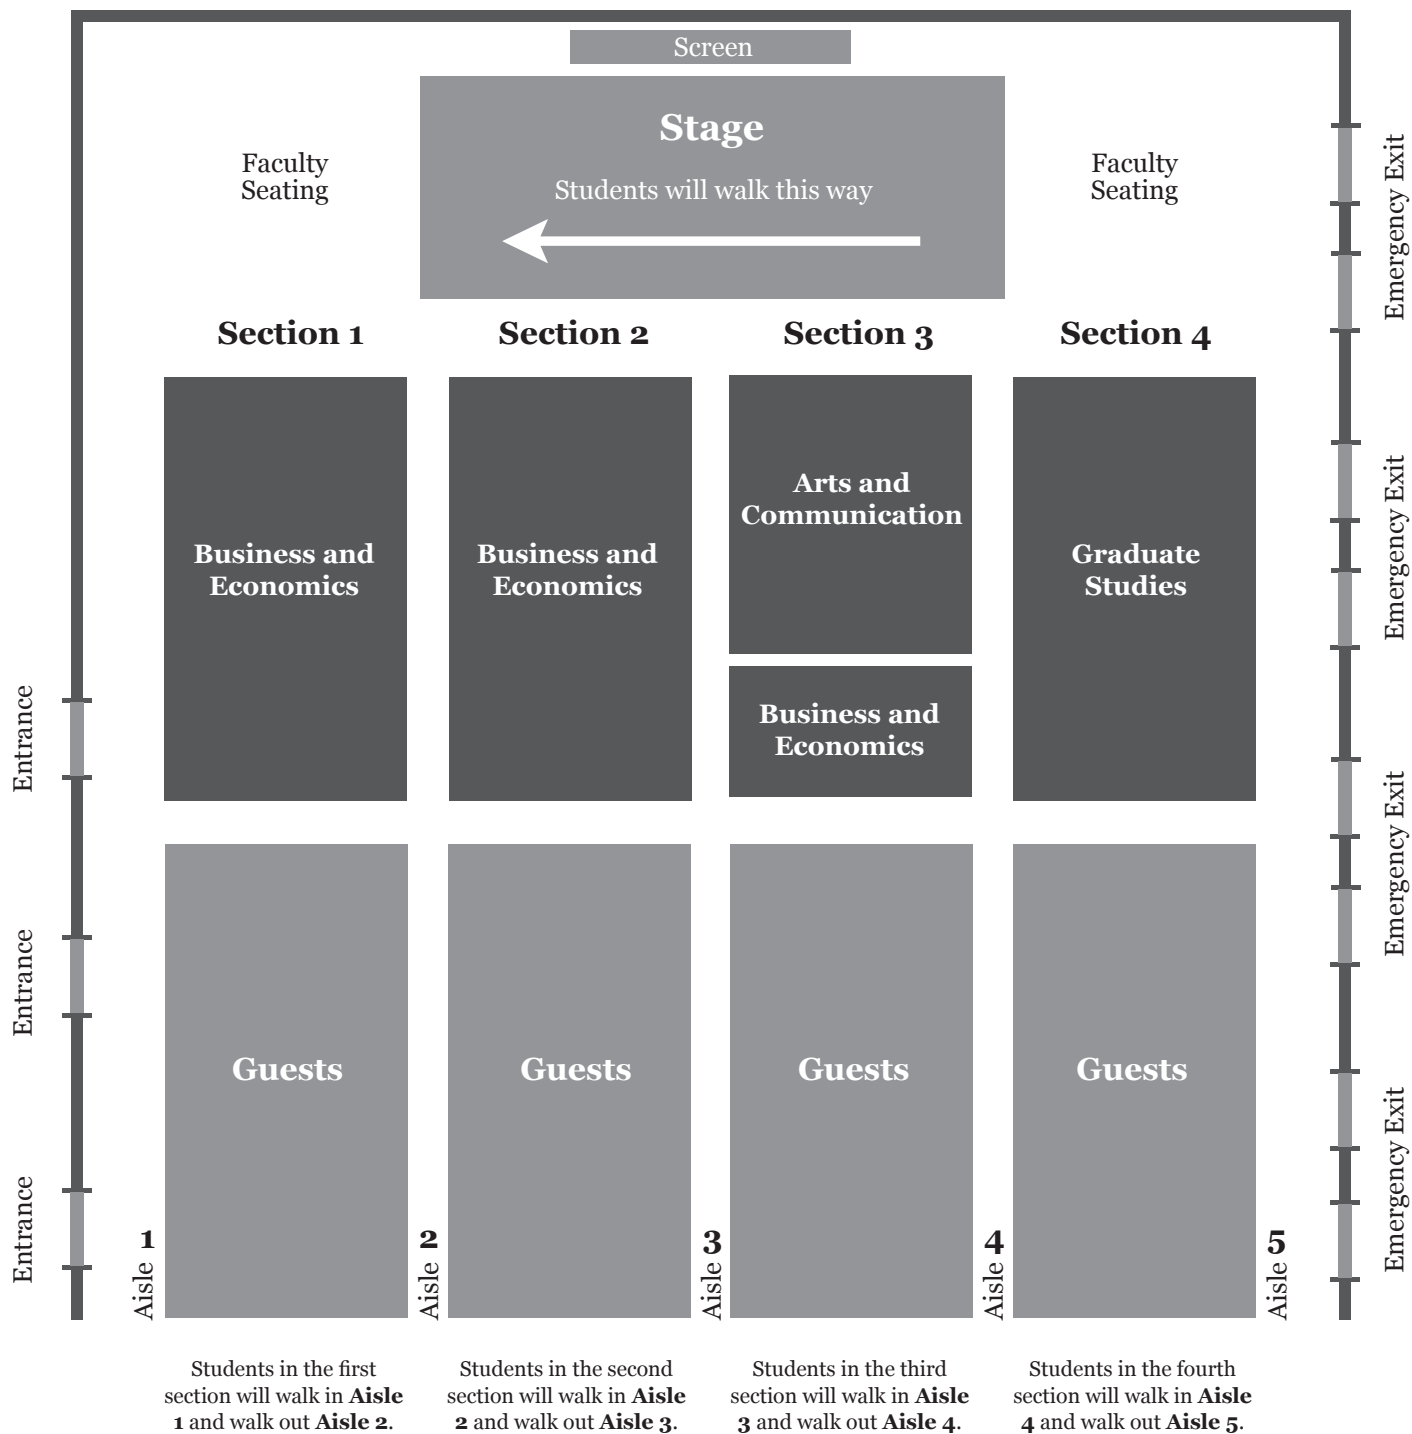 Screen
Stage
Students will walk this way
Faculty
Seating
Faculty
Seating
Section 1
Section 2
Section 3
Section 4
Business and
Economics
Business and
Economics
Arts and
Communication
Business and
Economics
Graduate
Studies
Guests
Guests
Guests
Guests
Entrance
Entrance
Entrance
Emergency Exit
Emergency Exit
Emergency Exit
Emergency Exit
Aisle 1
Aisle 2
Aisle 3
Aisle 4
Aisle 5
Students in the first
section will walk in Aisle
1 and walk out Aisle 2.
Students in the second
section will walk in Aisle
2 and walk out Aisle 3.
Students in the third
section will walk in Aisle
3 and walk out Aisle 4.
Students in the fourth
section will walk in Aisle
4 and walk out Aisle 5.